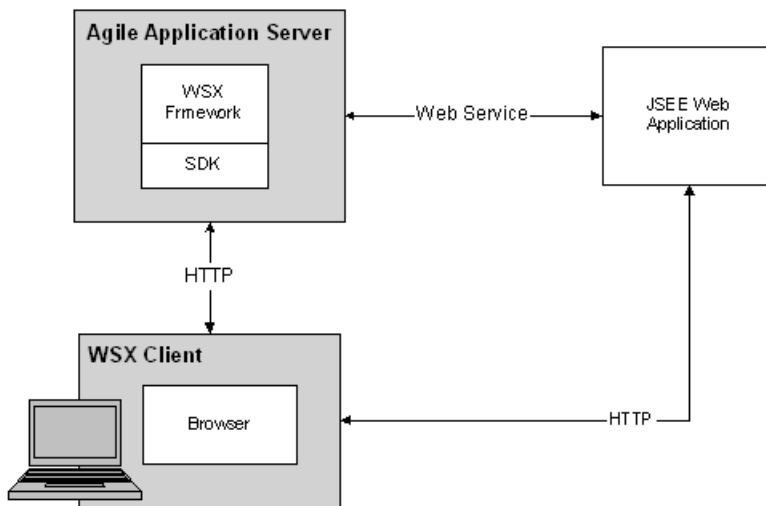 Agile Application Server
WSX
Frmework
SDK
Web Service
JSEE Web
Application
HTTP
WSX Client
Browser
HTTP